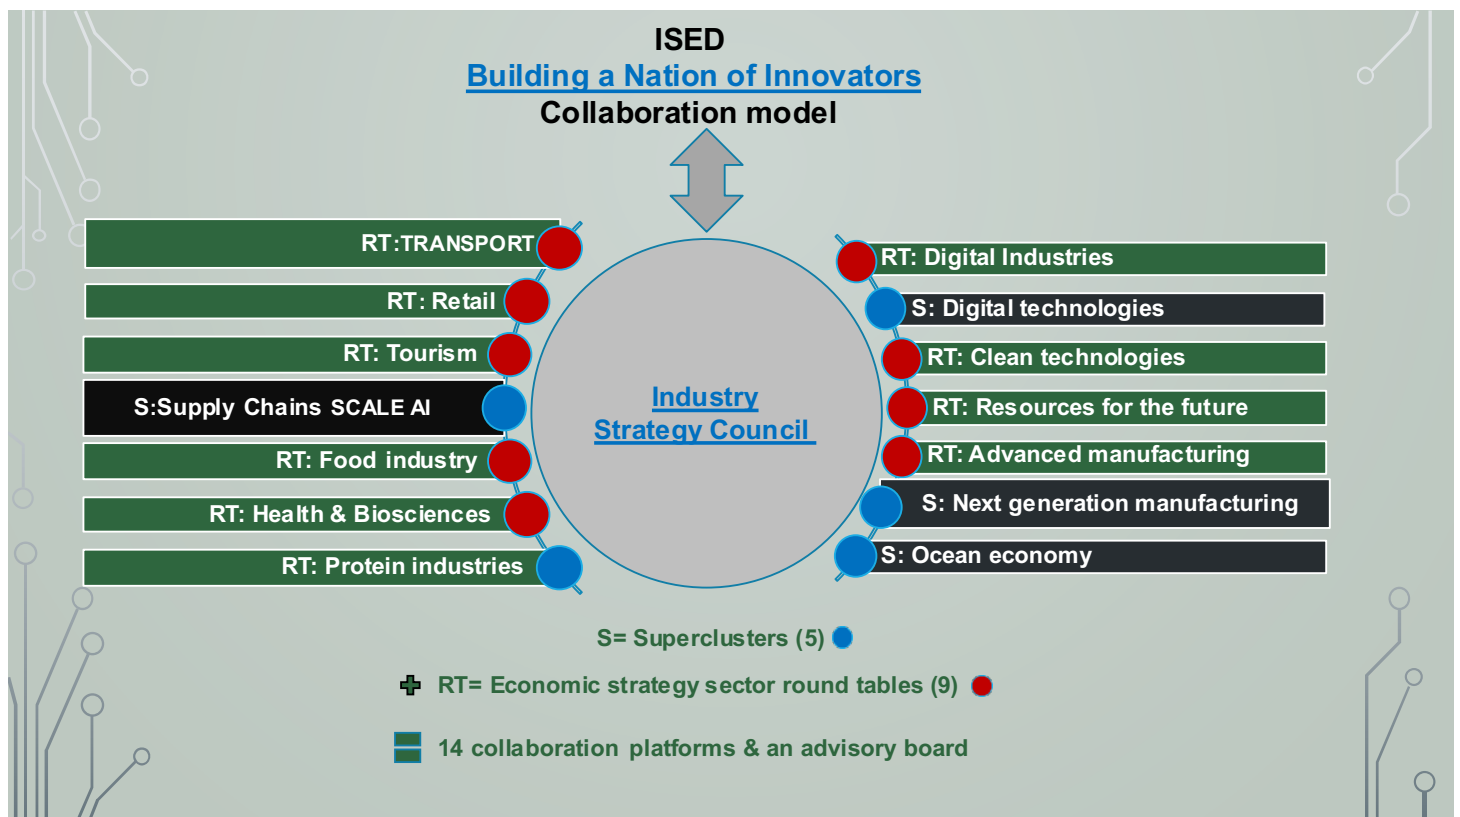 ISED
Building a Nation of Innovators
Collaboration model
RT:TRANSPORT
RT: Retail
RT: Tourism
S:Supply Chains SCALE AI
RT: Food industry
RT: Health & Biosciences
RT: Protein industries
Industry
Strategy Council
RT: Digital Industries
S: Digital technologies
RT: Clean technologies
RT: Resources for the future
RT: Advanced manufacturing
S: Next generation manufacturing
S: Ocean economy
S= Superclusters (5)
RT= Economic strategy sector round tables (9)
14 collaboration platforms & an advisory board